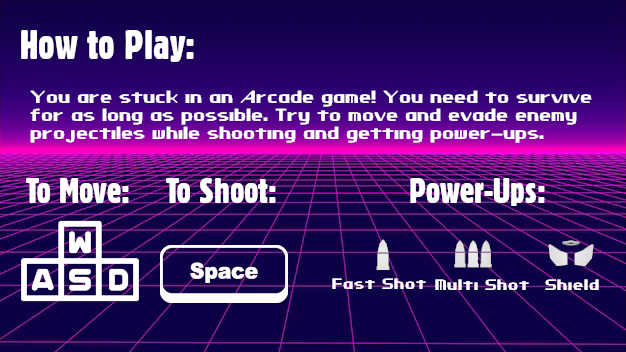 How to Play:
You are stuck in an Arcade game! You need to survive
for as long as possible. Try to move and evade enemy
projectiles while shooting and getting power-ups.
To Move: To Shoot: Power-Ups:
W
A S D Space
Fast Shot Multi Shot Shield